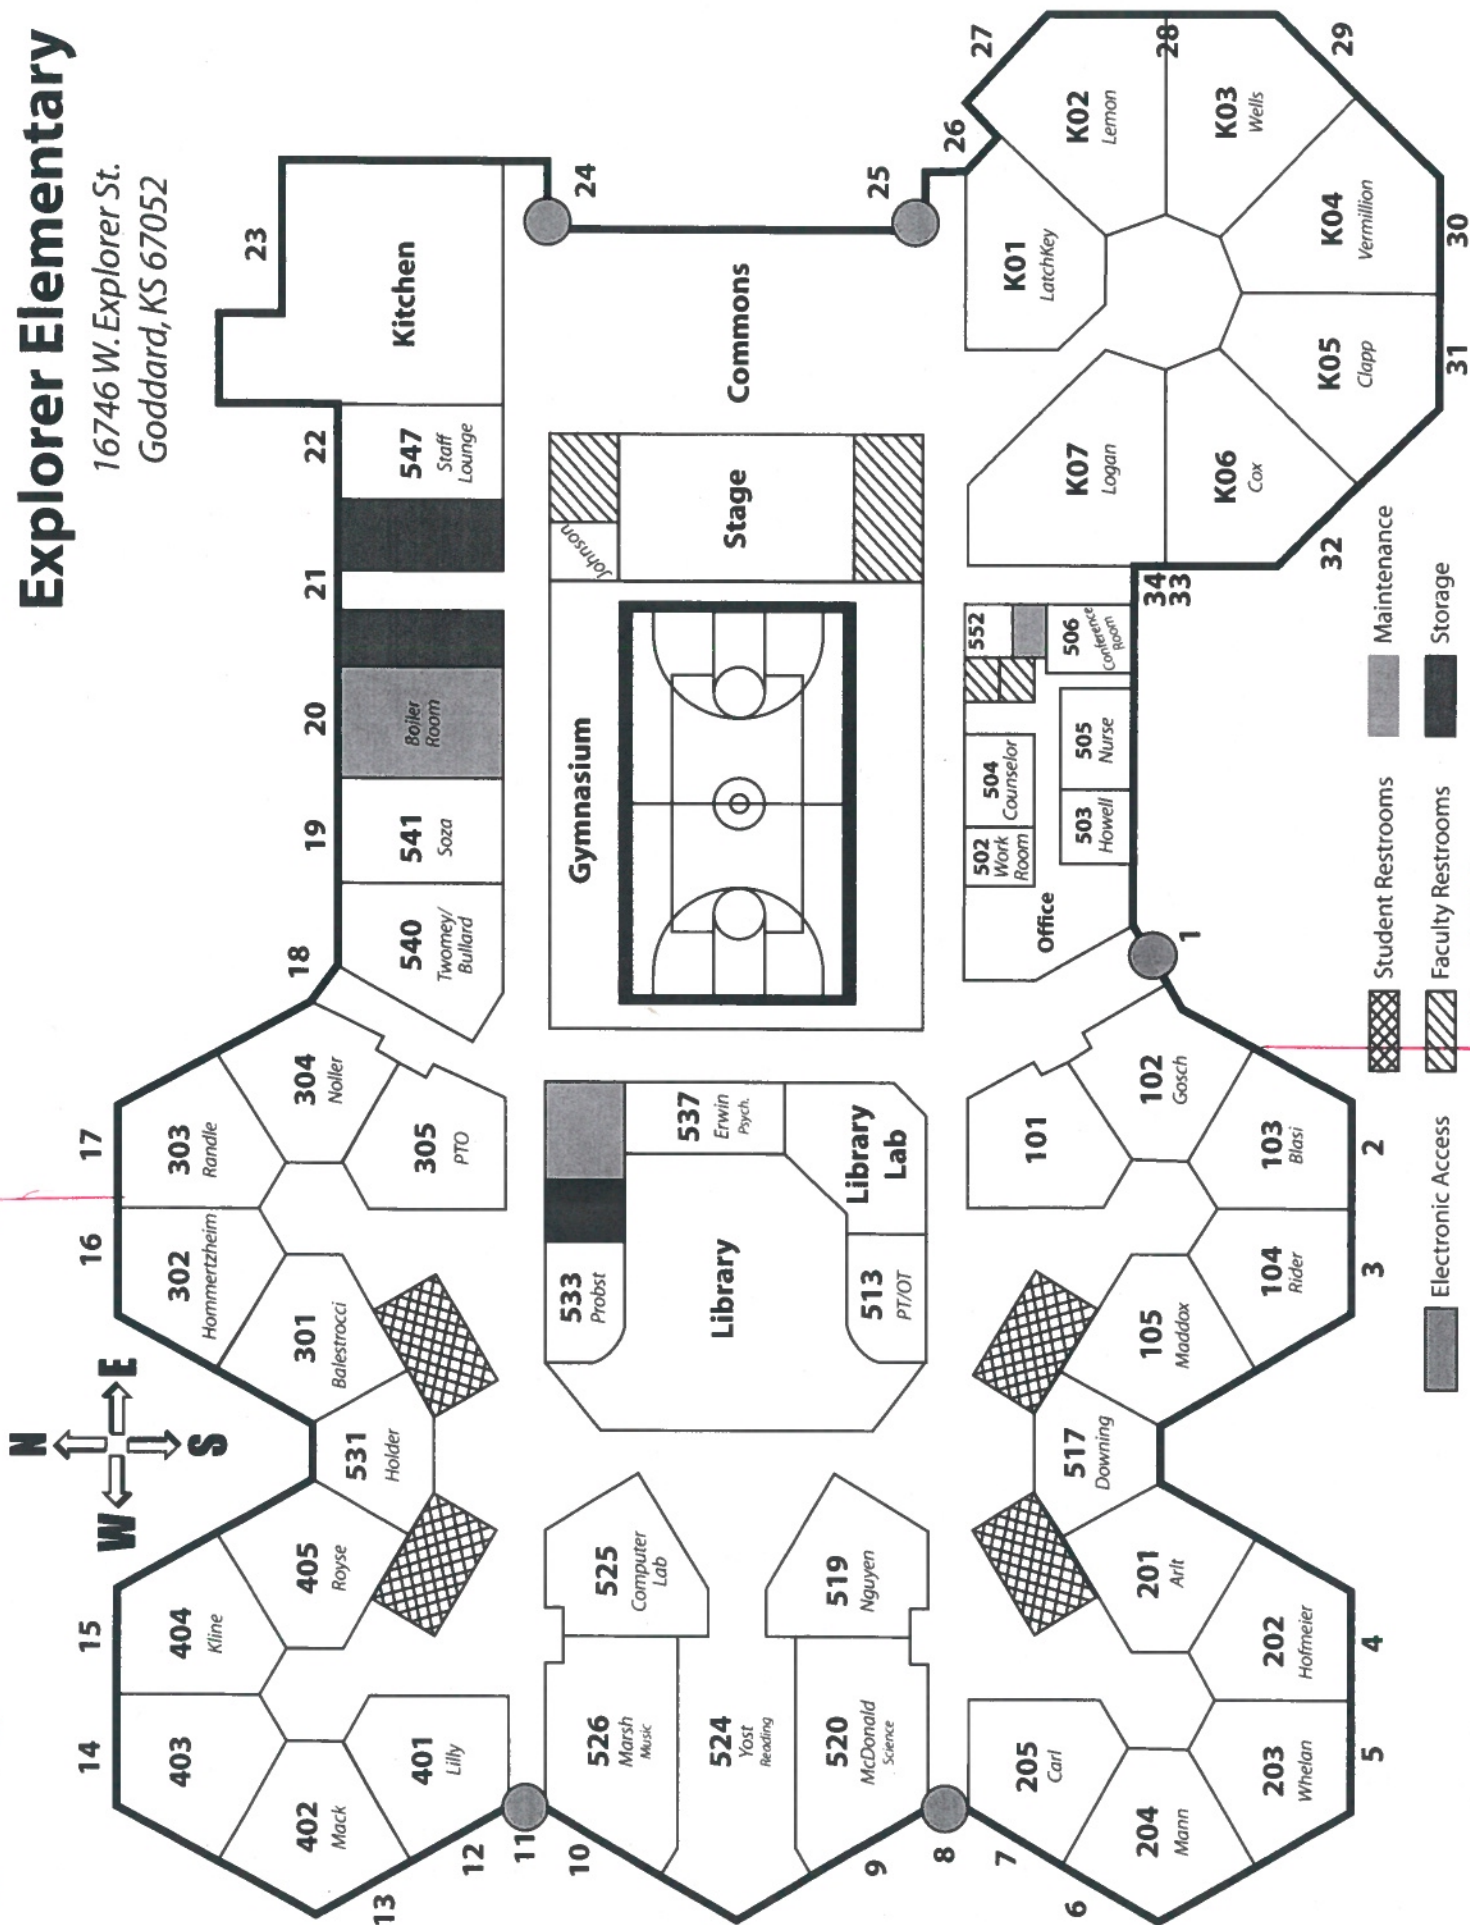 Explorer Elementary
16746 W. Explorer St.
Goddard, KS 67052
N
W
E
S
14
15
16
17
18
19
20
21
22
23
24
25
26
27
28
29
30
31
32
34
33
1
2
3
4
5
6
7
8
9
10
11
12
13
403
404
Kline
402
Mack
405
Royse
401
Lilly
531
Holder
301
Balestrocci
302
Hommertzheim
303
Randle
304
Noller
305
PTO
540
Twomey/
Bullard
541
Soza
Boiler
Room
547
Staff
Lounge
Kitchen
526
Marsh
Music
525
Computer
Lab
524
Yost
Reading
520
McDonald
Science
519
Nguyen
533
Probst
Library
513
PT/OT
537
Erwin
Psych.
Library
Lab
Gymnasium
Johnson
Stage
Commons
205
Carl
204
Mann
203
Whelan
202
Hofmeier
201
Arlt
517
Downing
105
Maddox
104
Rider
103
Blasi
102
Gosch
101
Office
502
Work
Room
504
Counselor
503
Howell
505
Nurse
552
506
Conference
Room
K01
LatchKey
K02
Lemon
K03
Wells
K04
Vermillion
K05
Clapp
K06
Cox
K07
Logan
Electronic Access
Student Restrooms
Faculty Restrooms
Maintenance
Storage